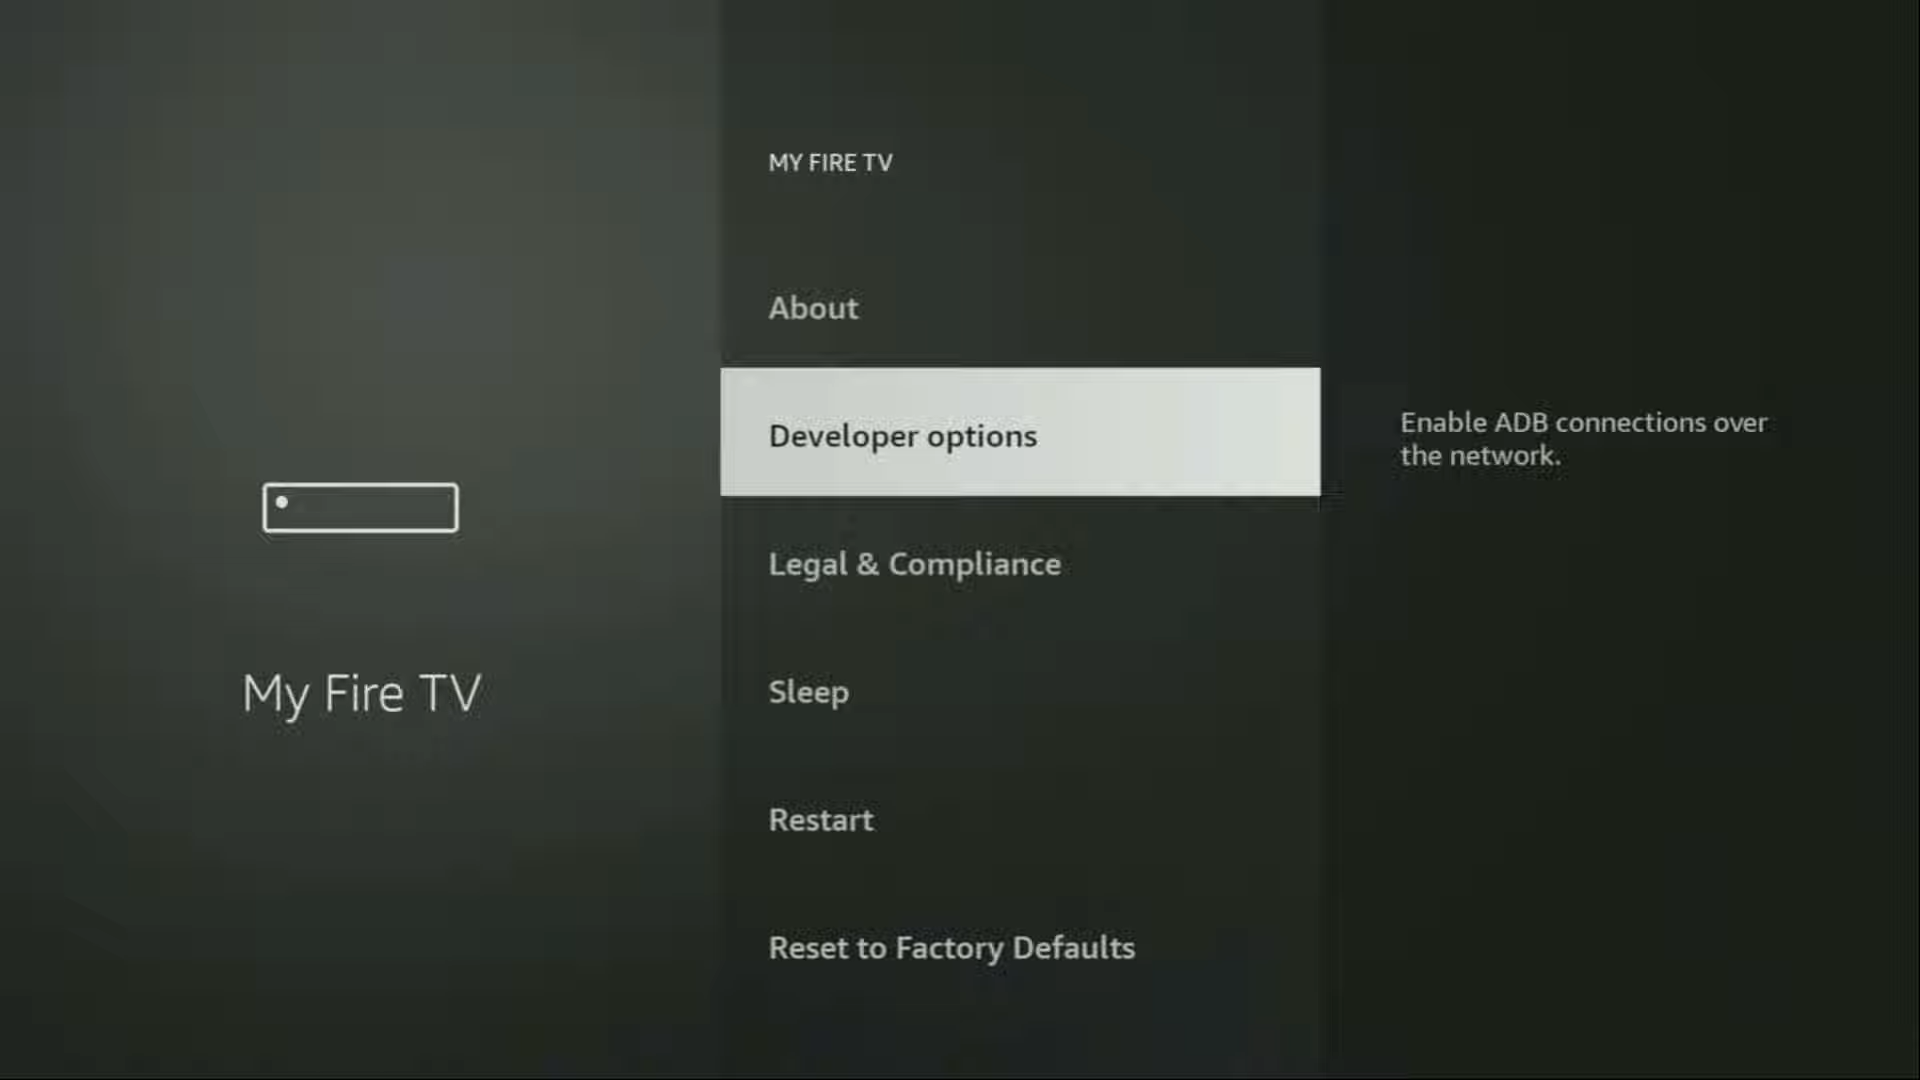 MY FIRE TV
About
Developer options
Enable ADB connections over
the network.
Legal & Compliance
My Fire TV
Sleep
Restart
Reset to Factory Defaults